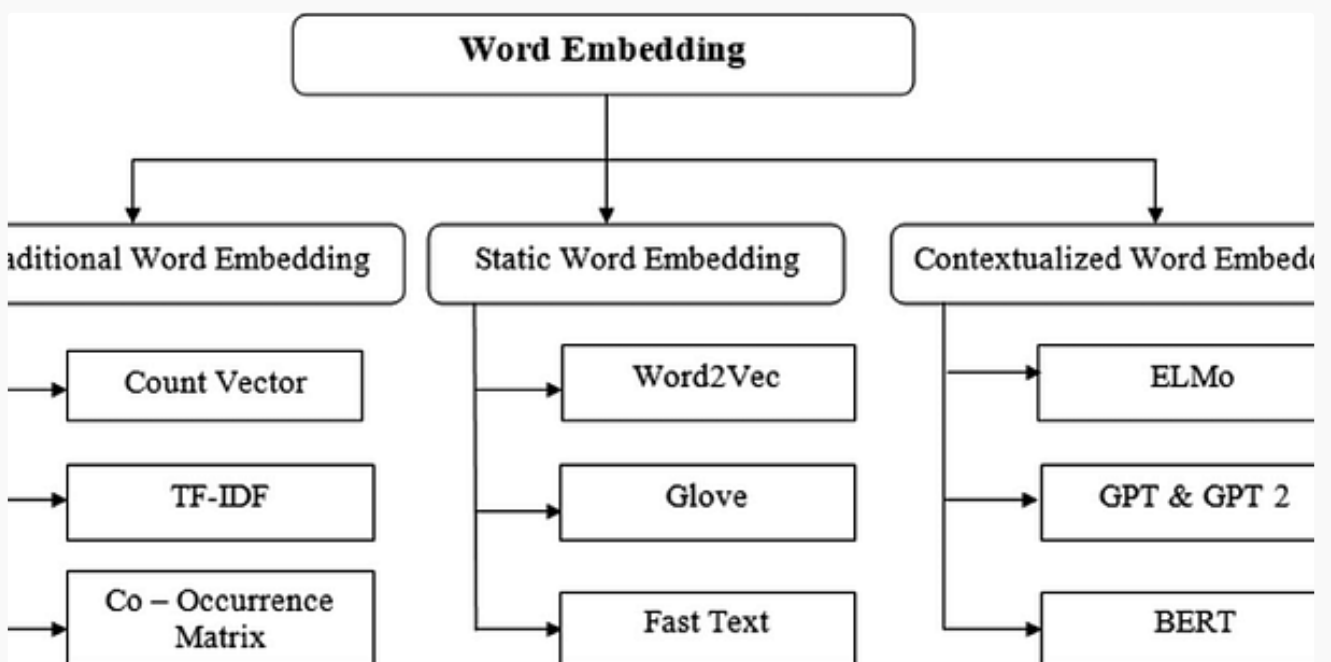 Word Embedding
aditional Word Embedding
Static Word Embedding
Contextualized Word Embedd
Count Vector
Word2Vec
ELMo
TF-IDF
Glove
GPT & GPT 2
Co – Occurrence
Matrix
Fast Text
BERT